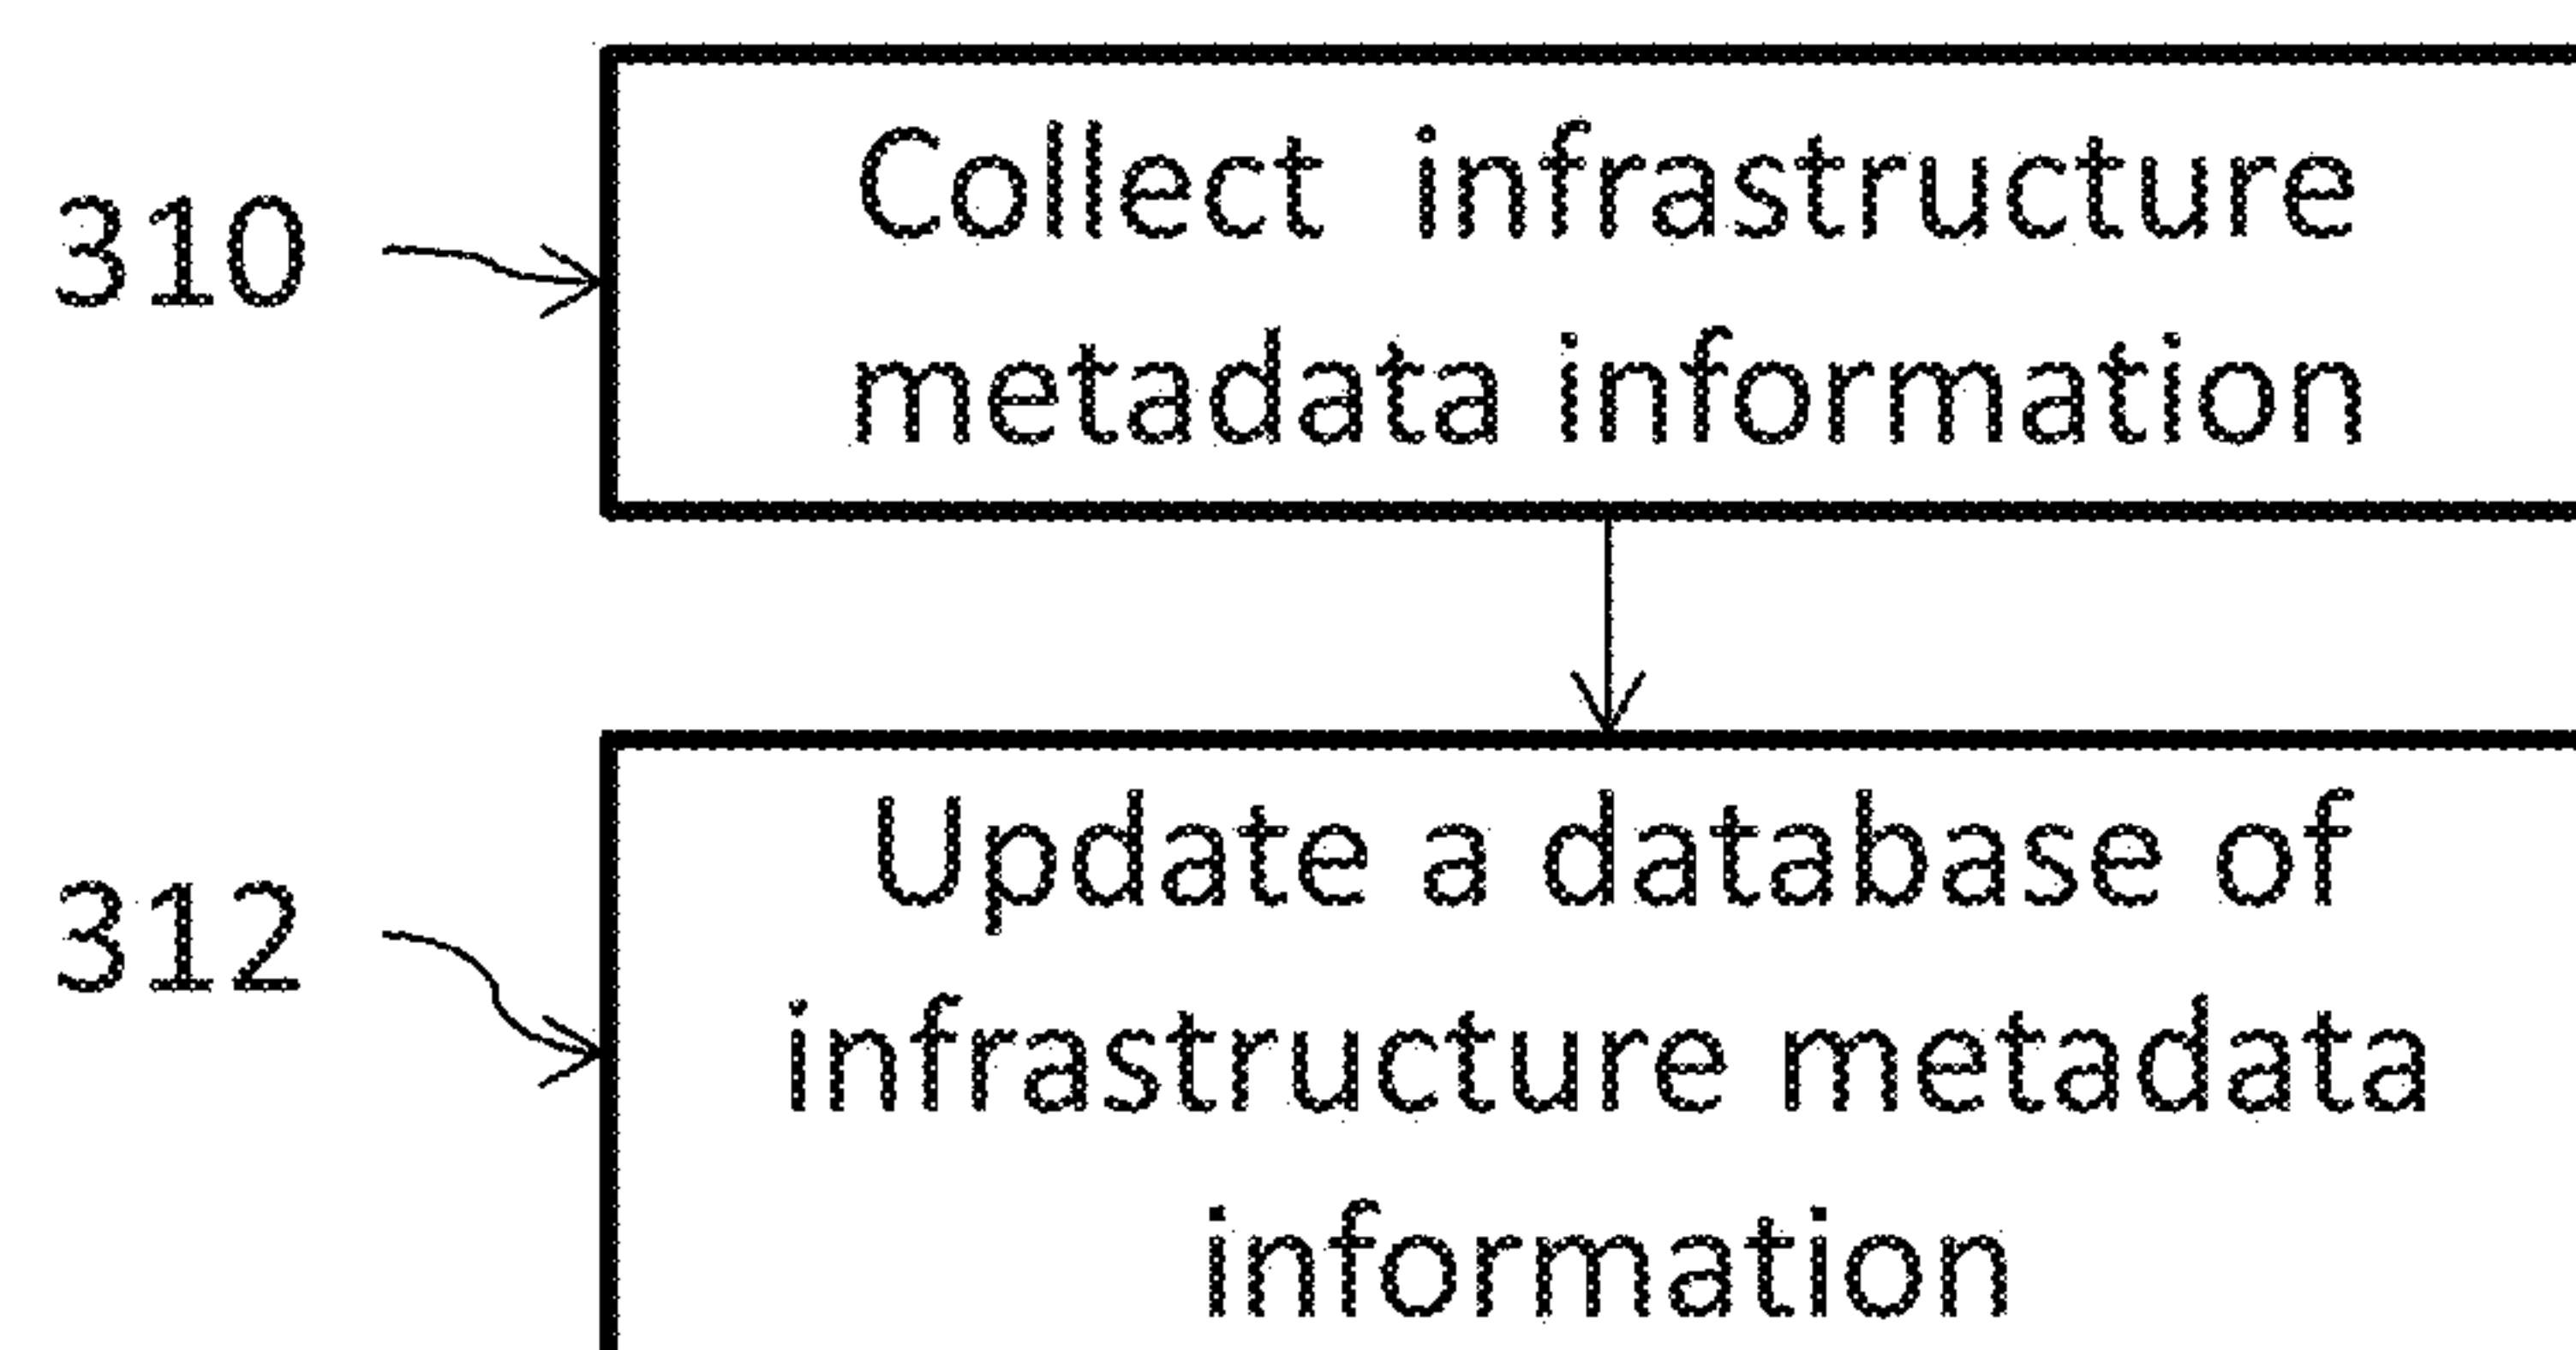 310
Collect infrastructure
metadata information
312
Update a database of
infrastructure metadata
information